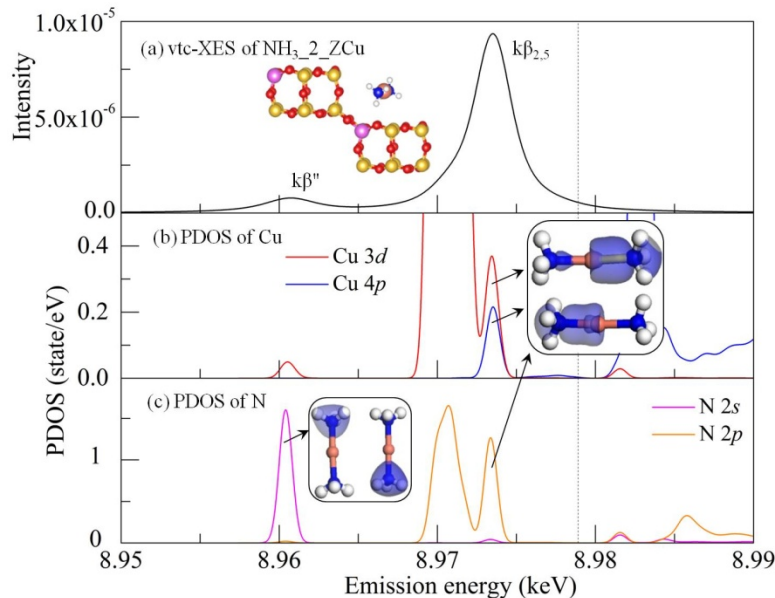 1.0x10⁻⁵
(a) vtc-XES of NH₃_2_ZCu
kβ₂,₅
Intensity
5.0x10⁻⁶
kβ"
0.0
(b) PDOS of Cu
0.4
Cu 3d
Cu 4p
0.2
0.0
PDOS (state/eV)
(c) PDOS of N
N 2s
N 2p
1
0
8.95 8.96 8.97 8.98 8.99
Emission energy (keV)